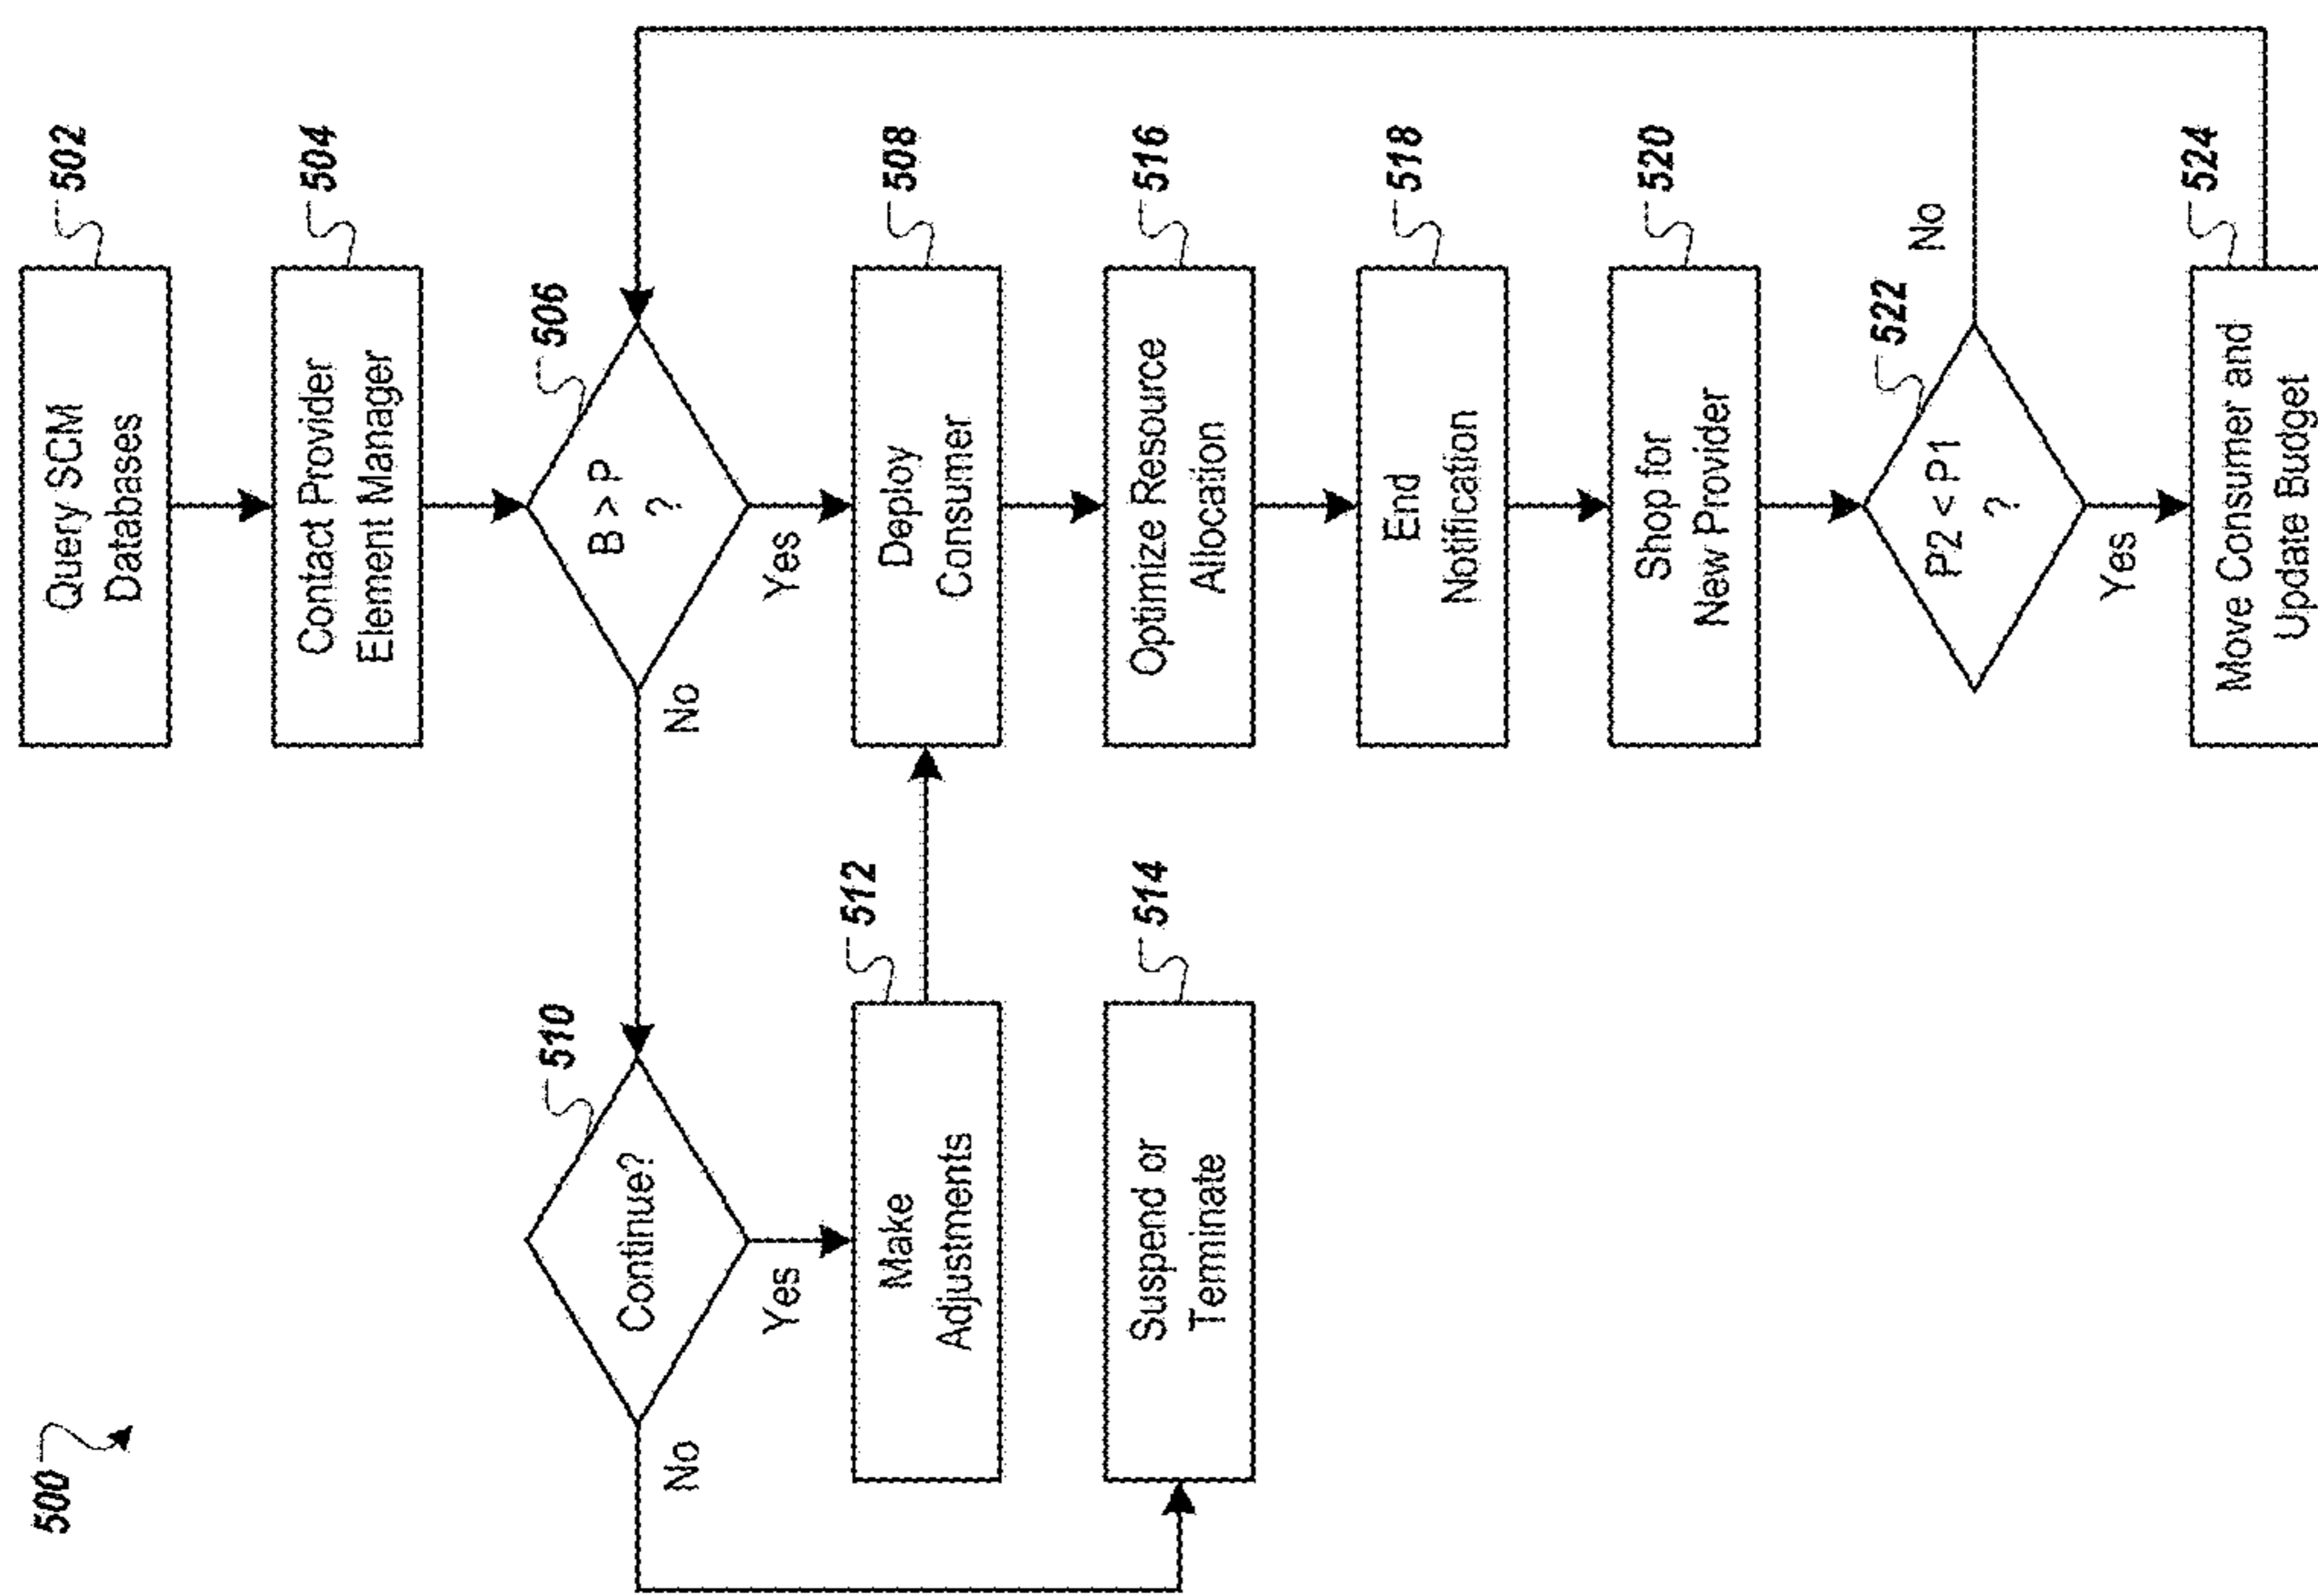 500
502
Query SCM
Databases
504
Contact Provider
Element Manager
506
B > P
?
No
Yes
510
Continue?
No
Yes
512
Make
Adjustments
508
Deploy
Consumer
514
Suspend or
Terminate
516
Optimize Resource
Allocation
518
End
Notification
520
Shop for
New Provider
522
P2 < P1
?
No
Yes
524
Move Consumer and
Update Budget